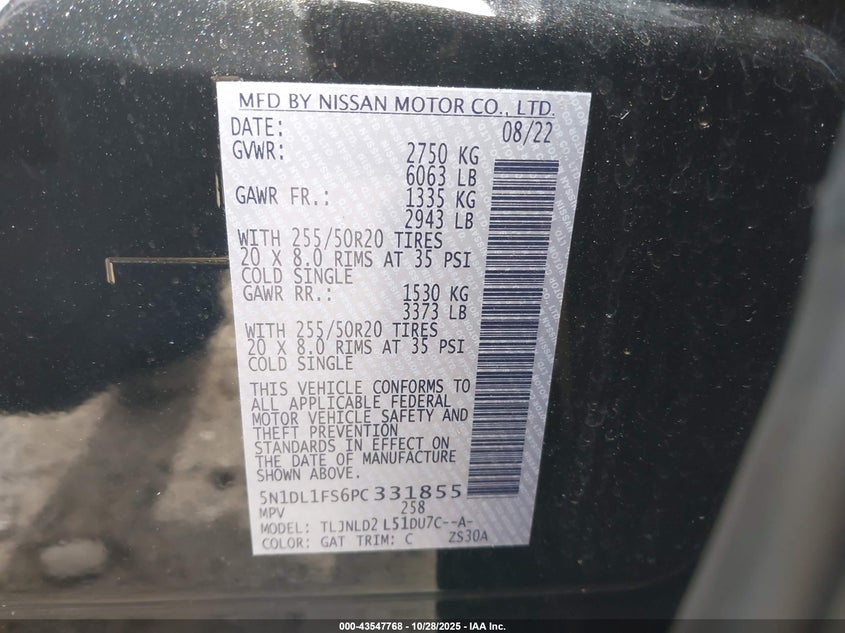 MFD BY NISSAN MOTOR CO., LTD.
DATE: 08/22
GVWR: 2750 KG
6063 LB
GAWR FR.: 1335 KG
2943 LB
WITH 255/50R20 TIRES
20 X 8.0 RIMS AT 35 PSI
COLD SINGLE
GAWR RR.: 1530 KG
3373 LB
WITH 255/50R20 TIRES
20 X 8.0 RIMS AT 35 PSI
COLD SINGLE
THIS VEHICLE CONFORMS TO
ALL APPLICABLE FEDERAL
MOTOR VEHICLE SAFETY AND
THEFT PREVENTION
STANDARDS IN EFFECT ON
THE DATE OF MANUFACTURE
SHOWN ABOVE.
5N1DL1FS6PC331855
MPV 258
MODEL: TLJNLD2 L51DU7C--A-
COLOR: GAT TRIM: C ZS30A
000-43547768 - 10/28/2025 - IAA Inc.